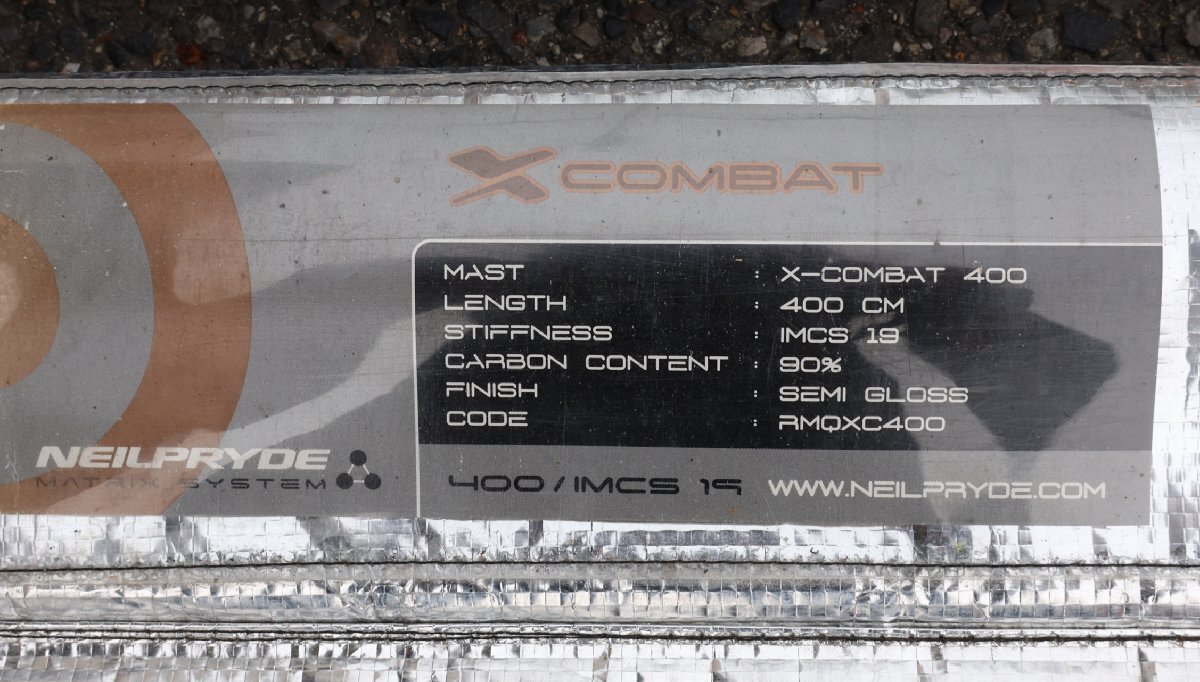 X COMBAT
MAST : X-COMBAT 400
LENGTH : 400 CM
STIFFNESS : IMCS 19
CARBON CONTENT : 90%
FINISH : SEMI GLOSS
CODE : RMQXC400
NEILPRYDE
MATRIX SYSTEM
400/IMCS 19 WWW.NEILPRYDE.COM